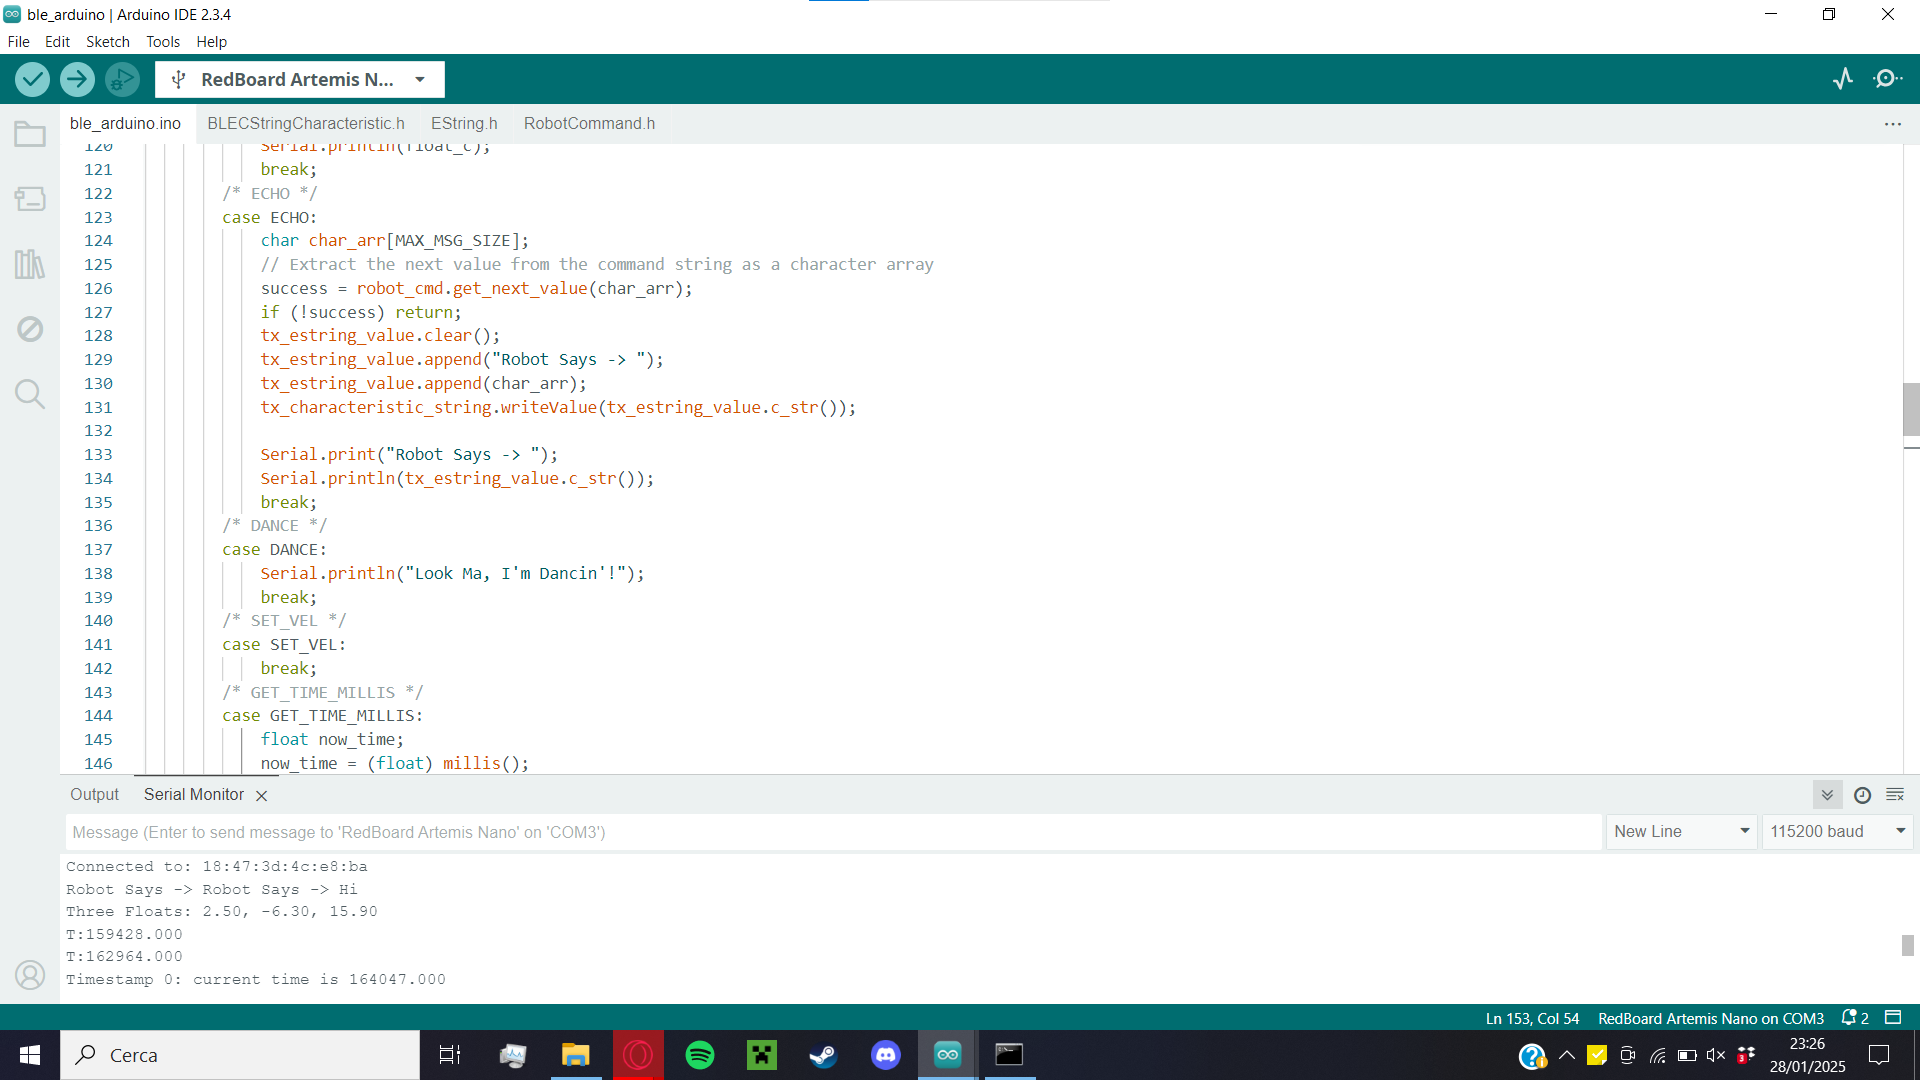 ble_arduino | Arduino IDE 2.3.4
File Edit Sketch Tools Help
RedBoard Artemis N...
ble_arduino.ino BLECStringCharacteristic.h EString.h RobotCommand.h
120 Serial.println(float_c);
121 break;
122 /* ECHO */
123 case ECHO:
124 char char_arr[MAX_MSG_SIZE];
125 // Extract the next value from the command string as a character array
126 success = robot_cmd.get_next_value(char_arr);
127 if (!success) return;
128 tx_estring_value.clear();
129 tx_estring_value.append("Robot Says -> ");
130 tx_estring_value.append(char_arr);
131 tx_characteristic_string.writeValue(tx_estring_value.c_str());
132
133 Serial.print("Robot Says -> ");
134 Serial.println(tx_estring_value.c_str());
135 break;
136 /* DANCE */
137 case DANCE:
138 Serial.println("Look Ma, I'm Dancin'!");
139 break;
140 /* SET_VEL */
141 case SET_VEL:
142 break;
143 /* GET_TIME_MILLIS */
144 case GET_TIME_MILLIS:
145 float now_time;
146 now_time = (float) millis();
Output Serial Monitor
Message (Enter to send message to 'RedBoard Artemis Nano' on 'COM3') New Line 115200 baud
Connected to: 18:47:3d:4c:e8:ba
Robot Says -> Robot Says -> Hi
Three Floats: 2.50, -6.30, 15.90
T:159428.000
T:162964.000
Timestamp 0: current time is 164047.000
Ln 153, Col 54 RedBoard Artemis Nano on COM3 2
Cerca
3
23:26
28/01/2025